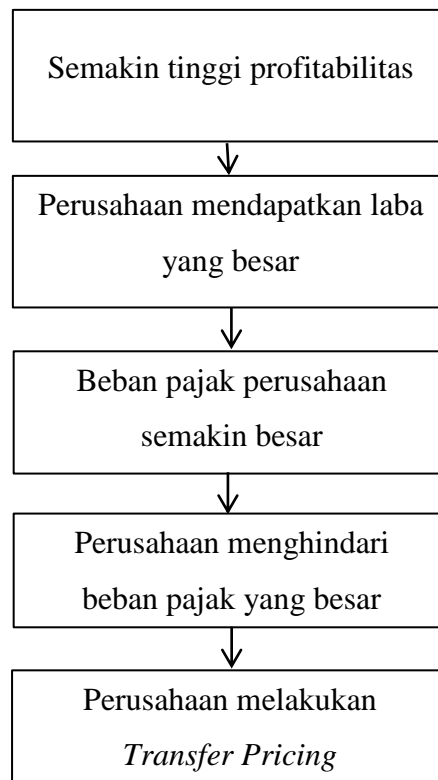 Semakin tinggi profitabilitas
Perusahaan mendapatkan laba
yang besar
Beban pajak perusahaan
semakin besar
Perusahaan menghindari
beban pajak yang besar
Perusahaan melakukan
Transfer Pricing